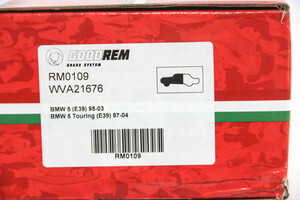 GOODREM
BRAKE SYSTEM
RM0109
WVA21676
BMW 5 (E39) 95-03
BMW 5 Touring (E39) 97-04
RM0109